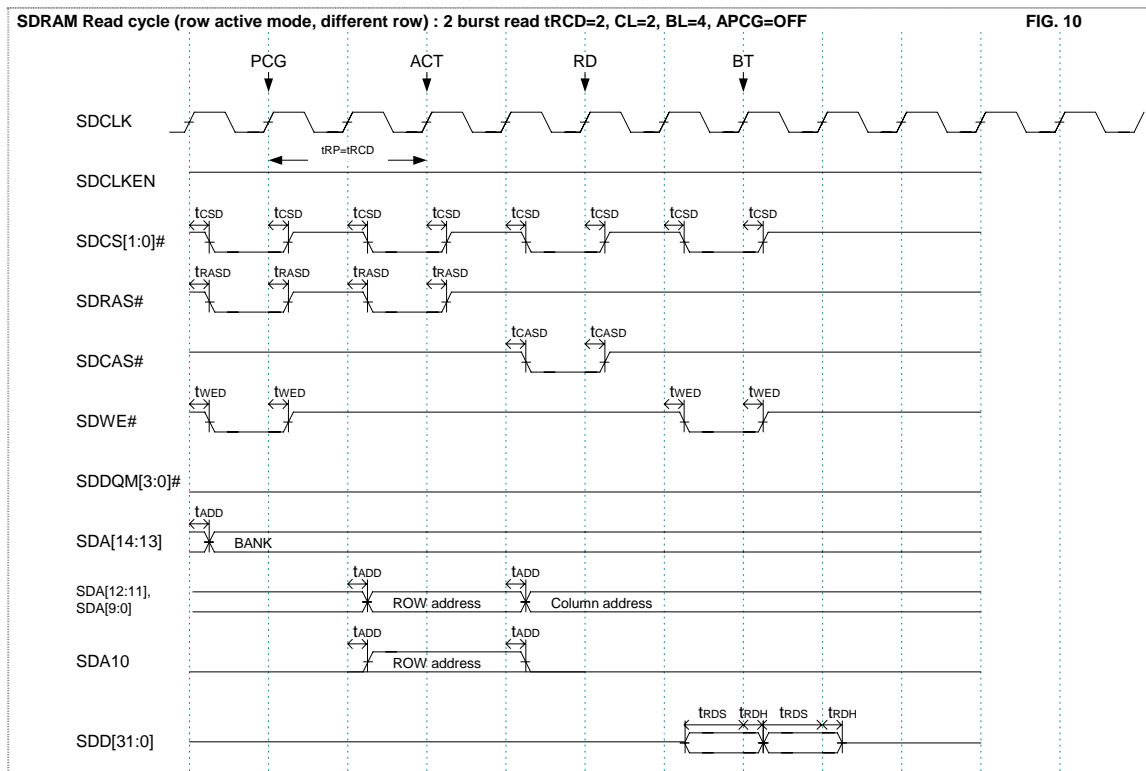 SDRAM Read cycle (row active mode, different row) : 2 burst read tRCD=2, CL=2, BL=4, APCG=OFF FIG. 10
PCG ACT RD BT
SDCLK
tRP=tRCD
SDCLKEN
tCSD tCSD tCSD tCSD tCSD tCSD tCSD tCSD
SDCS[1:0]#
tRASD tRASD tRASD tRASD
SDRAS#
tCASD tCASD
SDCAS#
tWED tWED tWED tWED
SDWE#
SDDQM[3:0]#
tADD
SDA[14:13] BANK
tADD tADD
SDA[12:11],
SDA[9:0] ROW address Column address
tADD tADD
SDA10 ROW address
tRDS tRDH tRDS tRDH
SDD[31:0]